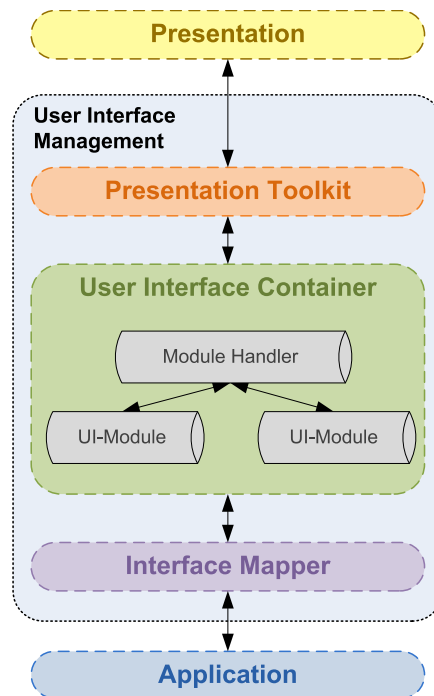 Presentation
User Interface
Management
Presentation Toolkit
User Interface Container
Module Handler
UI-Module
UI-Module
Interface Mapper
Application